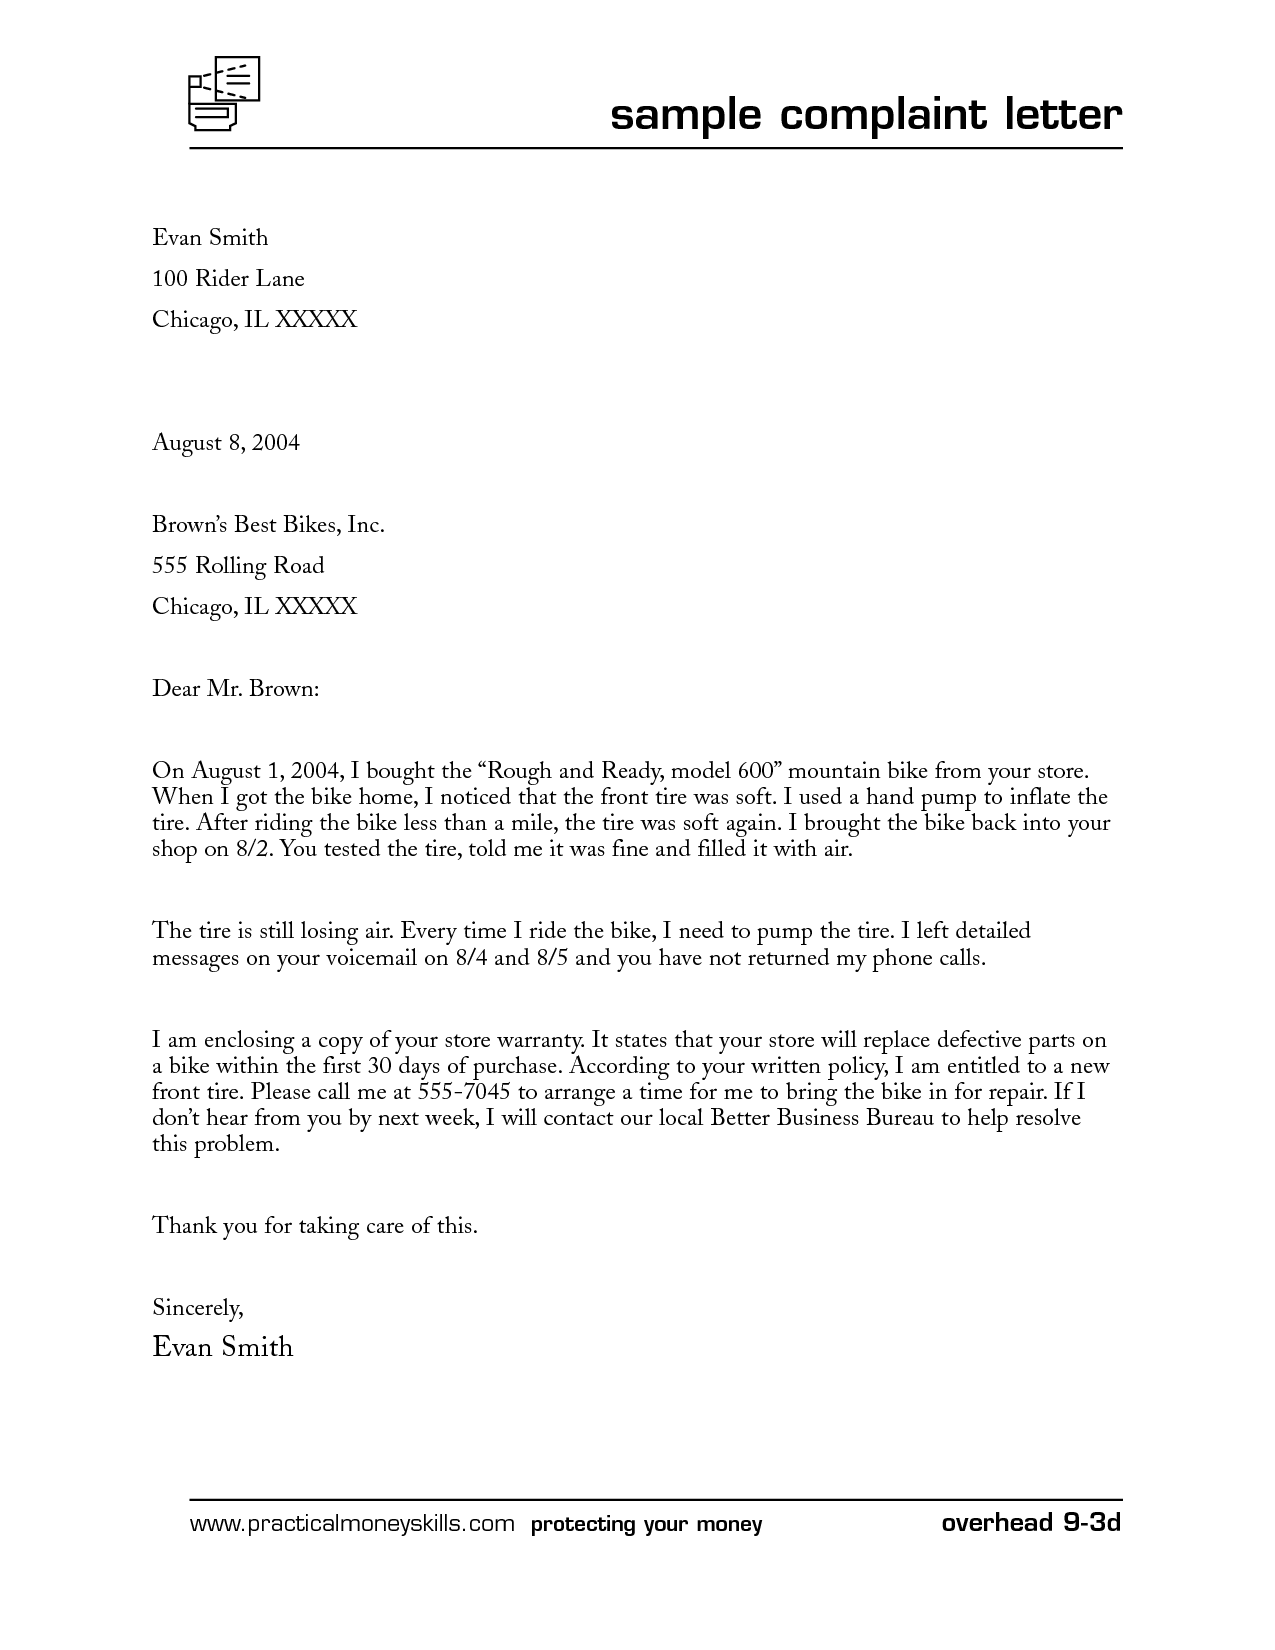 sample complaint letter
Evan Smith
100 Rider Lane
Chicago, IL XXXXX
August 8, 2004
Brown’s Best Bikes, Inc.
555 Rolling Road
Chicago, IL XXXXX
Dear Mr. Brown:
On August 1, 2004, I bought the “Rough and Ready, model 600” mountain bike from your store.
When I got the bike home, I noticed that the front tire was soft. I used a hand pump to inflate the
tire. After riding the bike less than a mile, the tire was soft again. I brought the bike back into your
shop on 8/2. You tested the tire, told me it was fine and filled it with air.
The tire is still losing air. Every time I ride the bike, I need to pump the tire. I left detailed
messages on your voicemail on 8/4 and 8/5 and you have not returned my phone calls.
I am enclosing a copy of your store warranty. It states that your store will replace defective parts on
a bike within the first 30 days of purchase. According to your written policy, I am entitled to a new
front tire. Please call me at 555-7045 to arrange a time for me to bring the bike in for repair. If I
don’t hear from you by next week, I will contact our local Better Business Bureau to help resolve
this problem.
Thank you for taking care of this.
Sincerely,
Evan Smith
www.practicalmoneyskills.com protecting your money overhead 9-3d